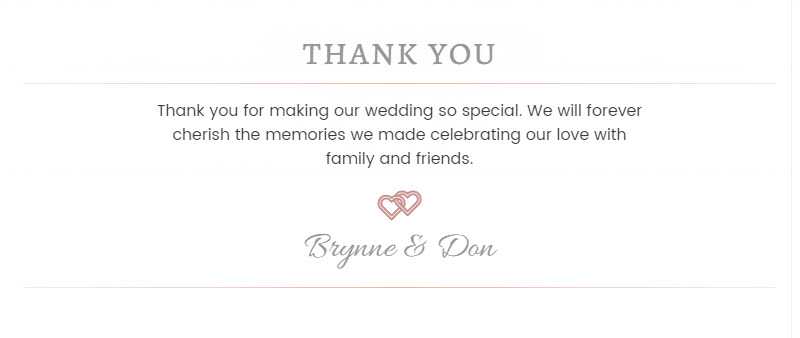 THANK YOU
Thank you for making our wedding so special. We will forever
cherish the memories we made celebrating our love with
family and friends.
Brynne & Don